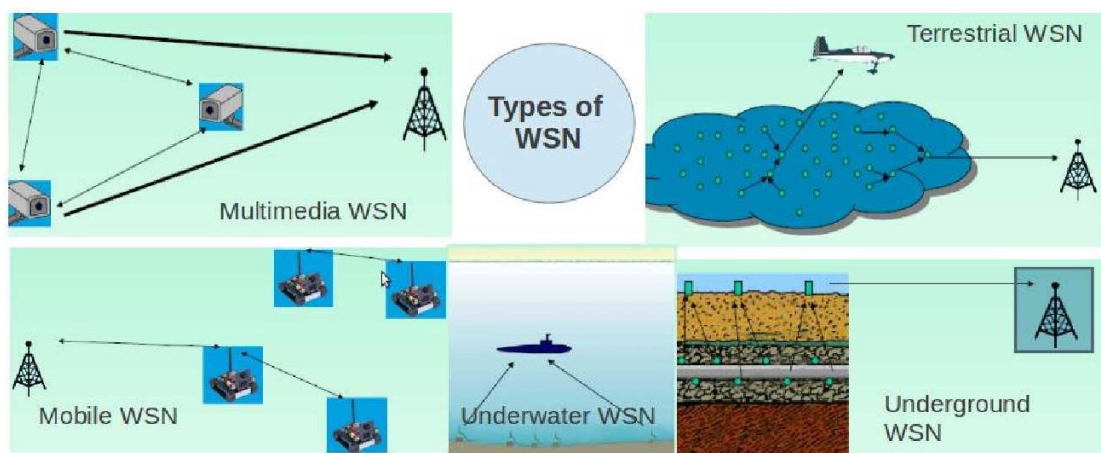 Types of
WSN
Terrestrial WSN
Multimedia WSN
Mobile WSN
Underwater WSN
Underground
WSN